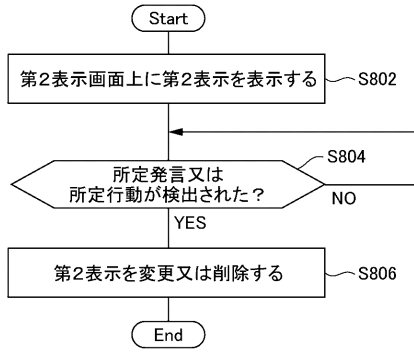 Start
第2表示画面上に第2表示を表示する
S802
S804
所定発言又は
所定行動が検出された?
NO
YES
第2表示を変更又は削除する
S806
End